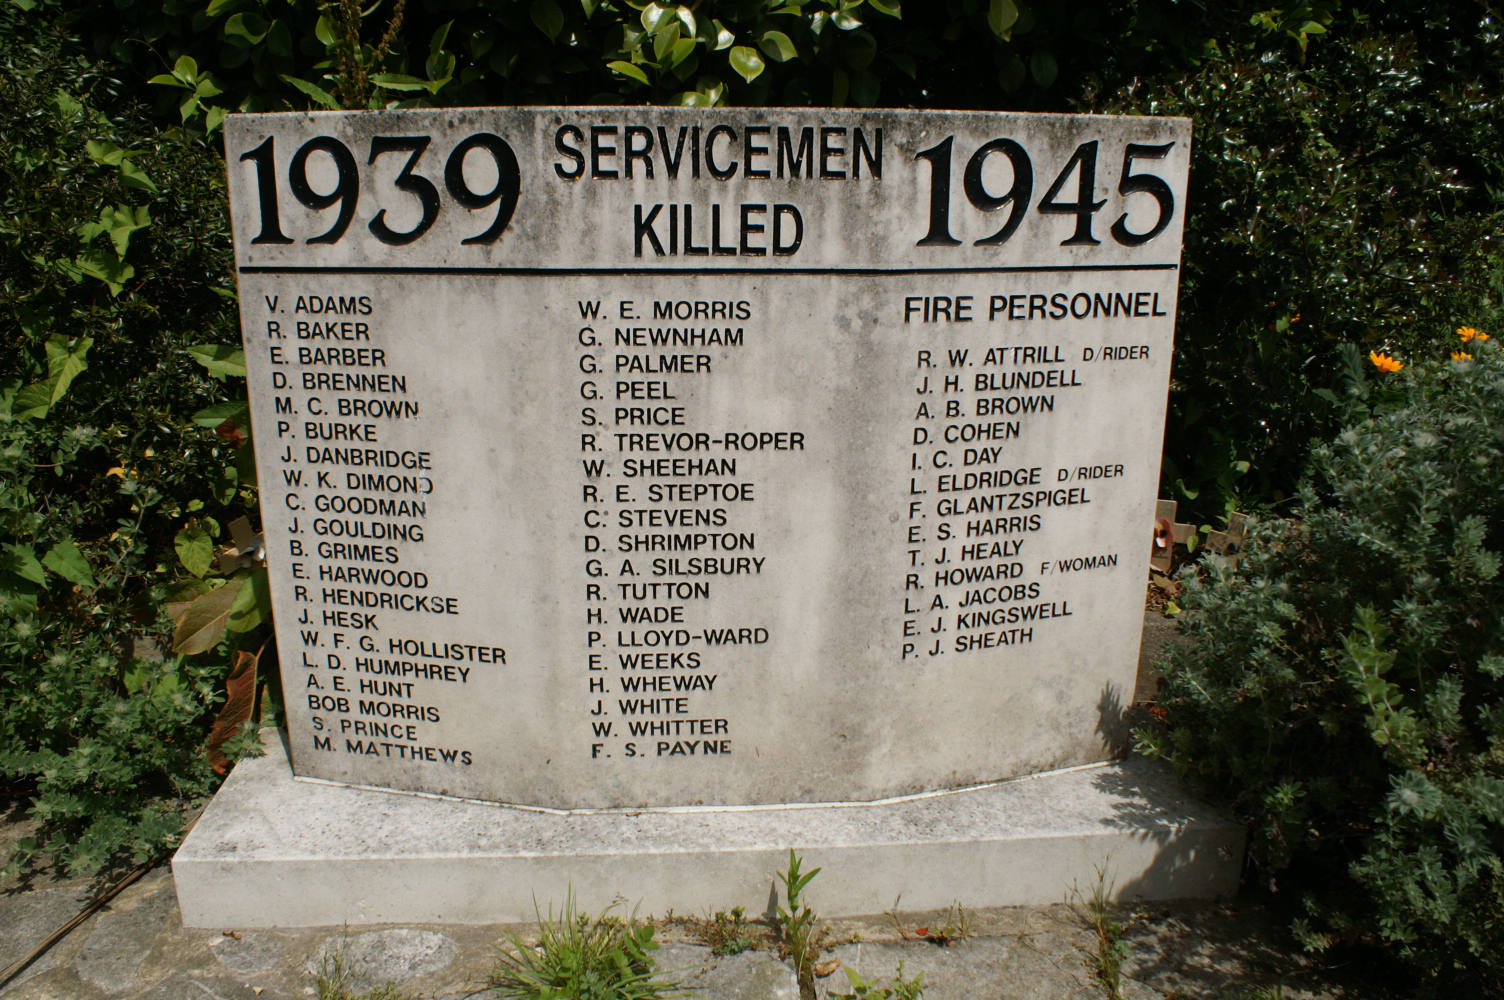 1939 SERVICEMEN 1945
KILLED
V. ADAMS
R. BAKER
E. BARBER
D. BRENNEN
M. C. BROWN
P. BURKE
J. DANBRIDGE
W. K. DIMOND
C. GOODMAN
J. GOULDING
B. GRIMES
E. HARWOOD
R. HENDRICKSE
J. HESK
W. F. G. HOLLISTER
L. D. HUMPHREY
A. E. HUNT
BOB MORRIS
S. PRINCE
M. MATTHEWS
W. E. MORRIS
G. NEWNHAM
G. PALMER
G. PEEL
S. PRICE
R. TREVOR-ROPER
W. SHEEHAN
R. E. STEPTOE
C. STEVENS
D. SHRIMPTON
G. A. SILSBURY
R. TUTTON
H. WADE
P. LLOYD-WARD
E. WEEKS
H. WHEWAY
J. WHITE
W. WHITTER
F. S. PAYNE
FIRE PERSONNEL
R. W. ATTRILL D/RIDER
J. H. BLUNDELL
A. B. BROWN
D. COHEN
I. C. DAY
L. ELDRIDGE D/RIDER
F. GLANTZSPIGEL
E. S. HARRIS
T. J. HEALY
R. HOWARD F/WOMAN
L. A. JACOBS
E. J. KINGSWELL
P. J. SHEATH